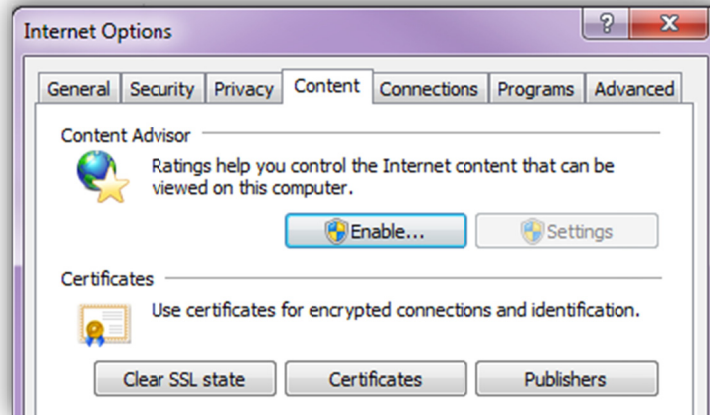 Internet Options
?
X
General Security Privacy Content Connections Programs Advanced
Content Advisor
Ratings help you control the Internet content that can be
viewed on this computer.
Enable... Settings
Certificates
Use certificates for encrypted connections and identification.
Clear SSL state Certificates Publishers